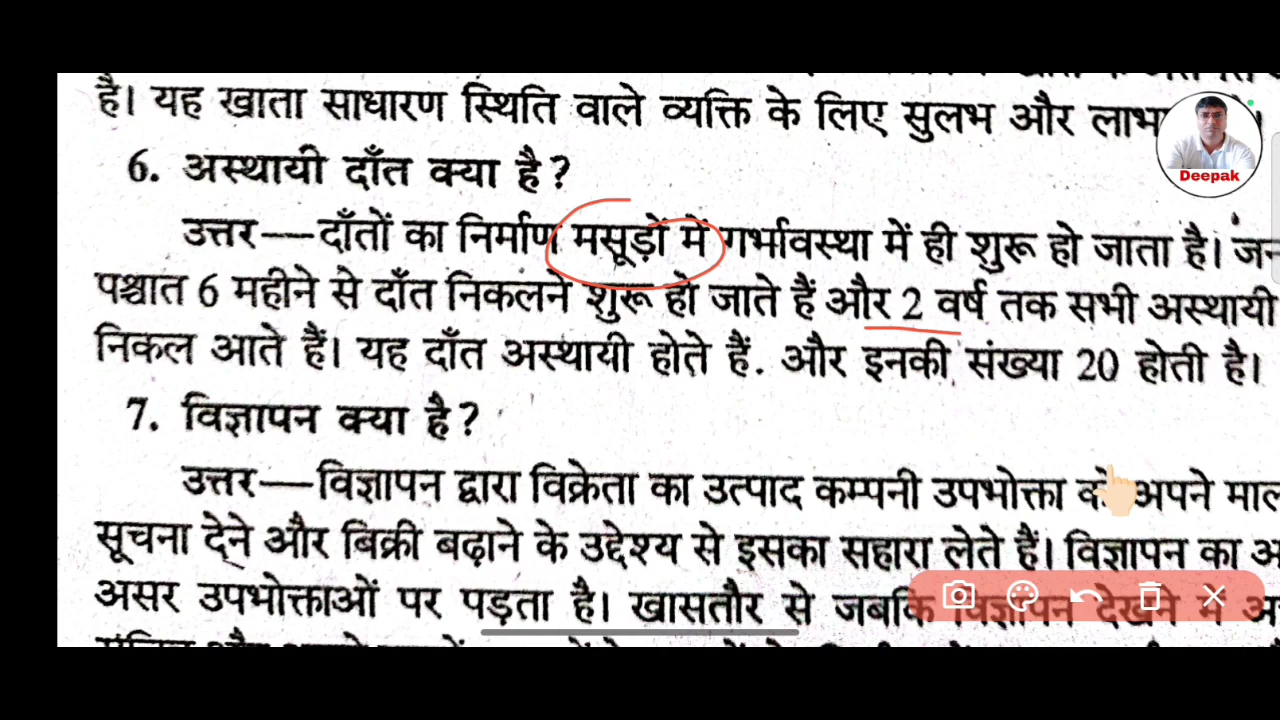 है। यह खाता साधारण स्थिति वाले व्यक्ति के लिए सुलभ और
Deepak
6. अस्थायी दाँत क्या है?
उत्तर—दाँतों का निर्माण मसूड़ों में गर्भावस्था में ही शुरू हो जाता है।
पश्चात 6 महीने से दाँत निकलने शुरू हो जाते हैं और 2 वर्ष तक सभी अस्थायी
निकल आते हैं। यह दाँत अस्थायी होते हैं. और इनकी संख्या 20 होती है।
7. विज्ञापन क्या है?
उत्तर—विज्ञापन द्वारा विक्रेता का उत्पाद कम्पनी उपभोक्ता को अपने
सूचना देने और बिक्री बढ़ाने के उद्देश्य से इसका सहारा लेते हैं। विज्ञापन का
असर उपभोक्ताओं पर पड़ता है। खासतौर से जबकि विज्ञापन देखने में